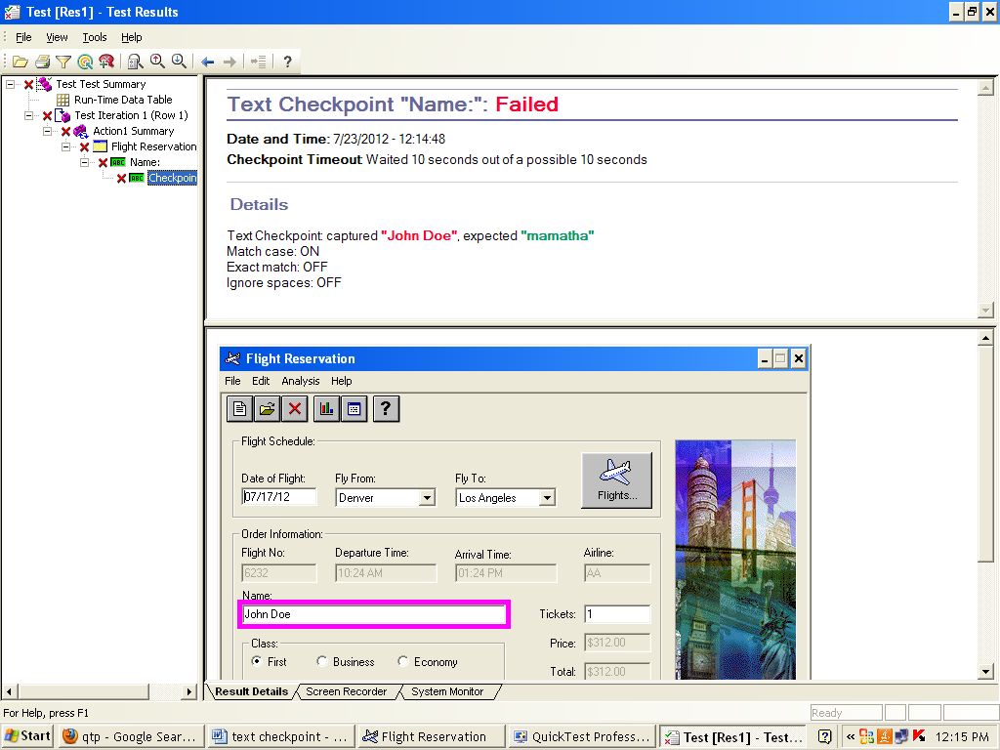 Test [Res1] - Test Results
File View Tools Help
Test Test Summary
Run-Time Data Table
Test Iteration 1 (Row 1)
Action1 Summary
Flight Reservation
Name:
Checkpoin
Text Checkpoint "Name:": Failed
Date and Time: 7/23/2012 - 12:14:48
Checkpoint Timeout: Waited 10 seconds out of a possible 10 seconds
Details
Text Checkpoint: captured "John Doe", expected "mamatha"
Match case: ON
Exact match: OFF
Ignore spaces: OFF
Flight Reservation
File Edit Analysis Help
Flight Schedule:
Date of Flight: Fly From: Fly To:
07/17/12 Denver Los Angeles Flights...
Order Information:
Flight No: Departure Time: Arrival Time: Airline:
6232 10:24 AM 01:24 PM AA
Name:
John Doe Tickets: 1
Class: Price: $312.00
First Business Economy
Total: $312.00
Result Details Screen Recorder System Monitor
For Help, press F1 Ready
Start qtp - Google Sear... text checkpoint - ... Flight Reservation QuickTest Profess... Test [Res1] - Test... 12:15 PM